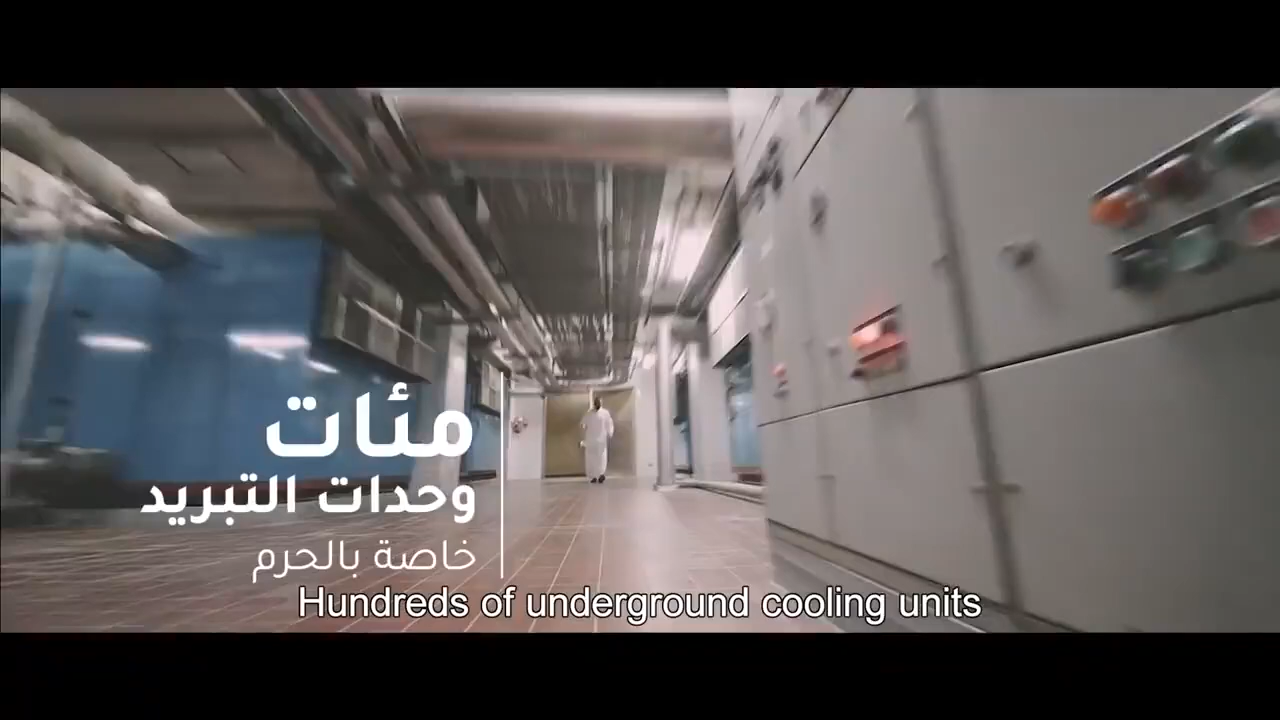 مئات
وحدات التبريد
خاصة بالحرم
Hundreds of underground cooling units